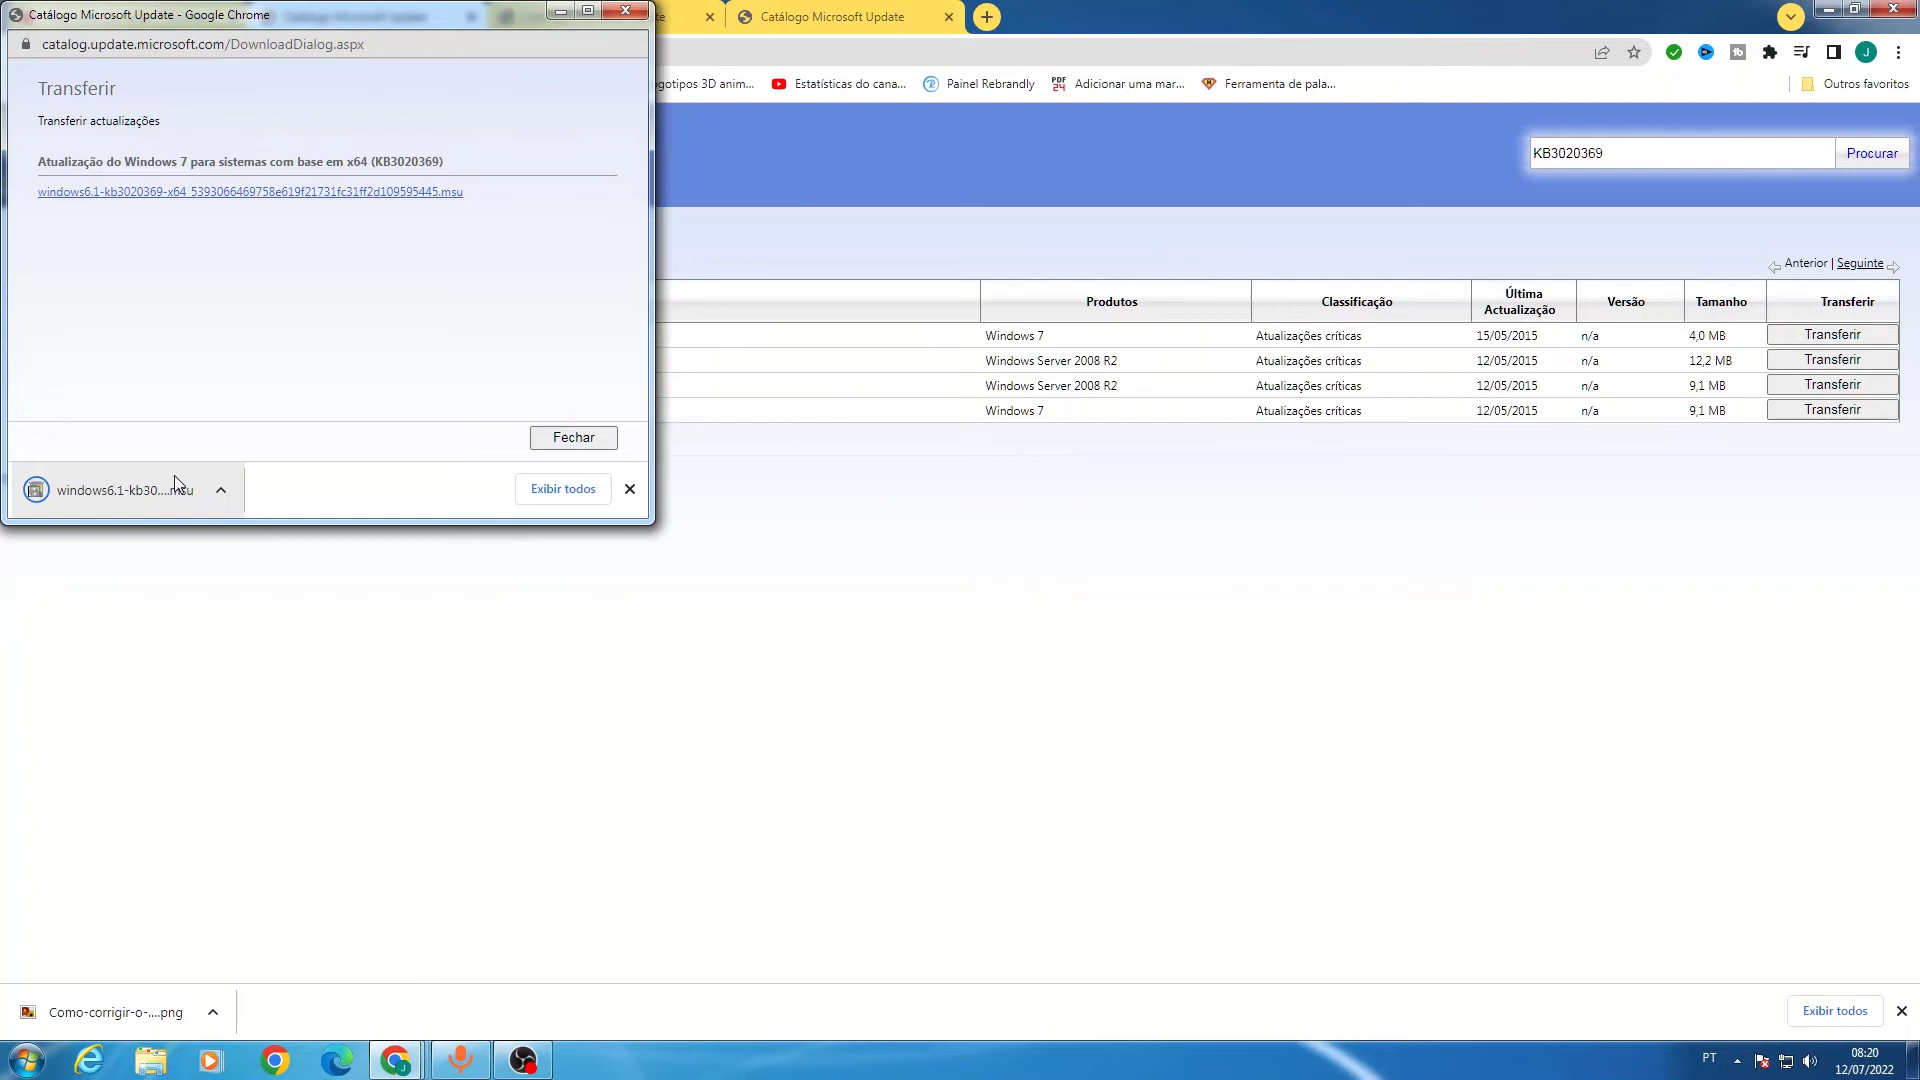 Catálogo Microsoft Update - Google Chrome
Catálogo Microsoft Update
catalog.update.microsoft.com/DownloadDialog.aspx
gotipos 3D anim...
Estatísticas do cana...
Painel Rebrandly
Adicionar uma mar...
Ferramenta de pala...
Outros favoritos
Transferir
Transferir actualizações
Atualização do Windows 7 para sistemas com base em x64 (KB3020369)
windows6.1-kb3020369-x64_5393066469758e619f21731fc31ff2d109595445.msu
Fechar
windows6.1-kb30....msu
Exibir todos
KB3020369
Procurar
Anterior | Seguinte
Produtos Classificação Última Actualização Versão Tamanho Transferir
Windows 7 Atualizações críticas 15/05/2015 n/a 4,0 MB Transferir
Windows Server 2008 R2 Atualizações críticas 12/05/2015 n/a 12,2 MB Transferir
Windows Server 2008 R2 Atualizações críticas 12/05/2015 n/a 9,1 MB Transferir
Windows 7 Atualizações críticas 12/05/2015 n/a 9,1 MB Transferir
Como-corrigir-o-....png
Exibir todos
PT
08:20
12/07/2022